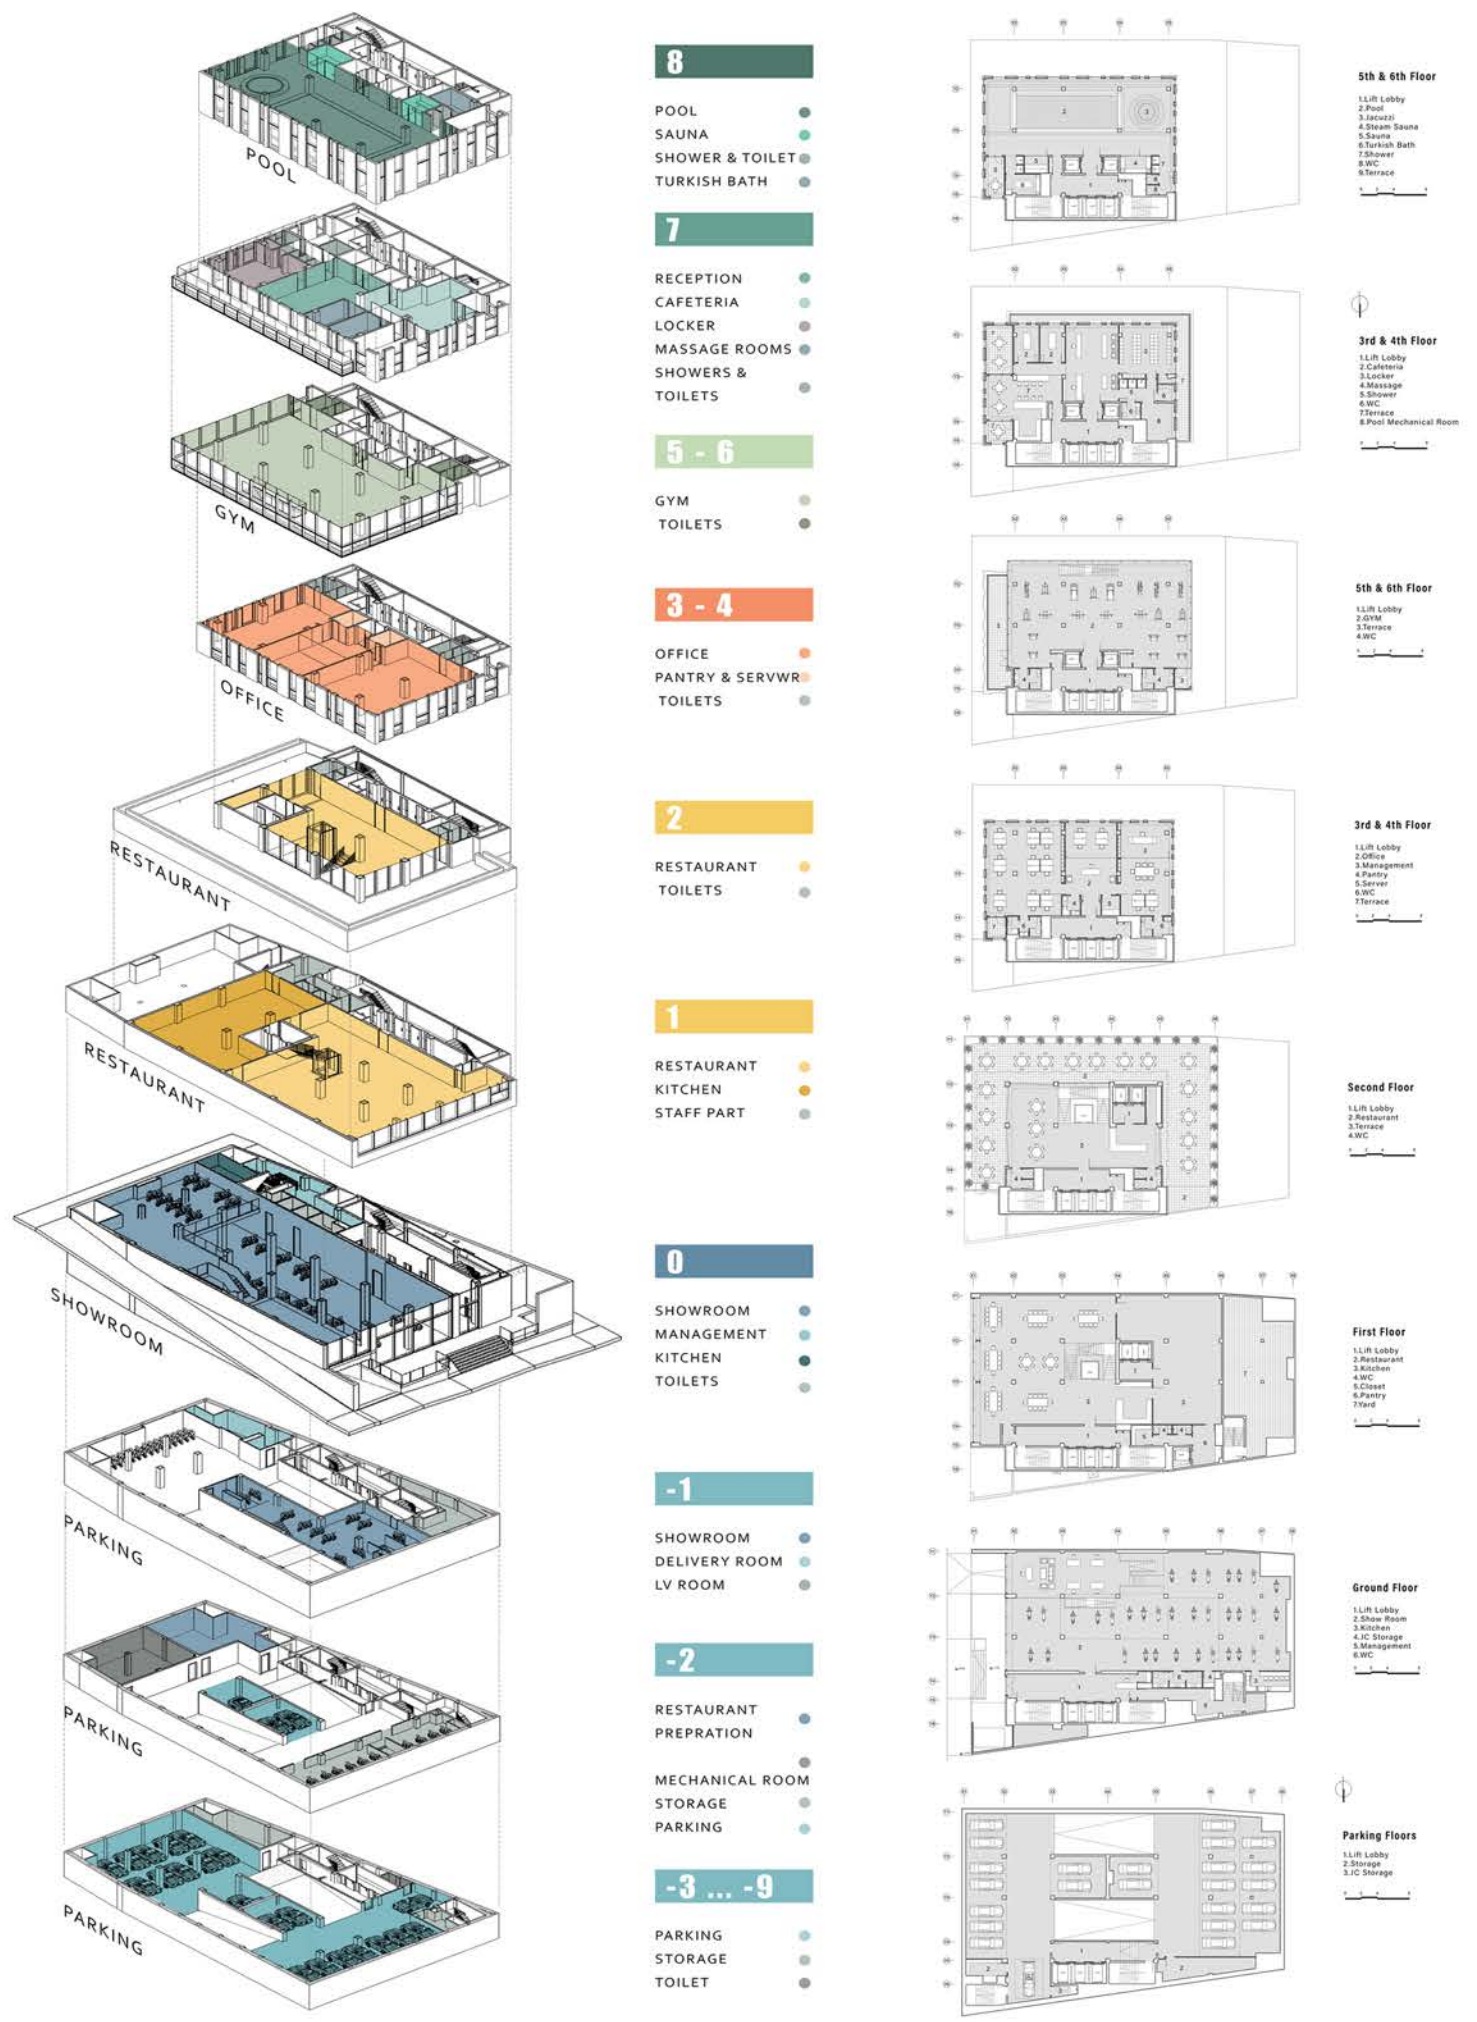 POOL
GYM
OFFICE
RESTAURANT
RESTAURANT
SHOWROOM
PARKING
PARKING
PARKING
8
POOL
SAUNA
SHOWER & TOILET
TURKISH BATH
7
RECEPTION
CAFETERIA
LOCKER
MASSAGE ROOMS
SHOWERS &
TOILETS
5 - 6
GYM
TOILETS
3 - 4
OFFICE
PANTRY & SERVWR
TOILETS
2
RESTAURANT
TOILETS
1
RESTAURANT
KITCHEN
STAFF PART
0
SHOWROOM
MANAGEMENT
KITCHEN
TOILETS
-1
SHOWROOM
DELIVERY ROOM
LV ROOM
-2
RESTAURANT
PREPRATION
MECHANICAL ROOM
STORAGE
PARKING
-3 ... -9
PARKING
STORAGE
TOILET
5th & 6th Floor
1.Lift Lobby
2.Pool
3.Jacuzzi
4.Steam Sauna
5.Sauna
6.Turkish Bath
7.Shower
8.WC
9.Terrace
3rd & 4th Floor
1.Lift Lobby
2.Cafeteria
3.Locker
4.Massage
5.Shower
6.WC
7.Terrace
8.Pool Mechanical Room
5th & 6th Floor
1.Lift Lobby
2.GYM
3.Terrace
4.WC
3rd & 4th Floor
1.Lift Lobby
2.Office
3.Management
4.Pantry
5.Server
6.WC
7.Terrace
Second Floor
1.Lift Lobby
2.Restaurant
3.Terrace
4.WC
First Floor
1.Lift Lobby
2.Restaurant
3.Kitchen
4.WC
5.Closet
6.Pantry
7.Yard
Ground Floor
1.Lift Lobby
2.Show Room
3.Kitchen
4.JC Storage
5.Management
6.WC
Parking Floors
1.Lift Lobby
2.Storage
3.JC Storage